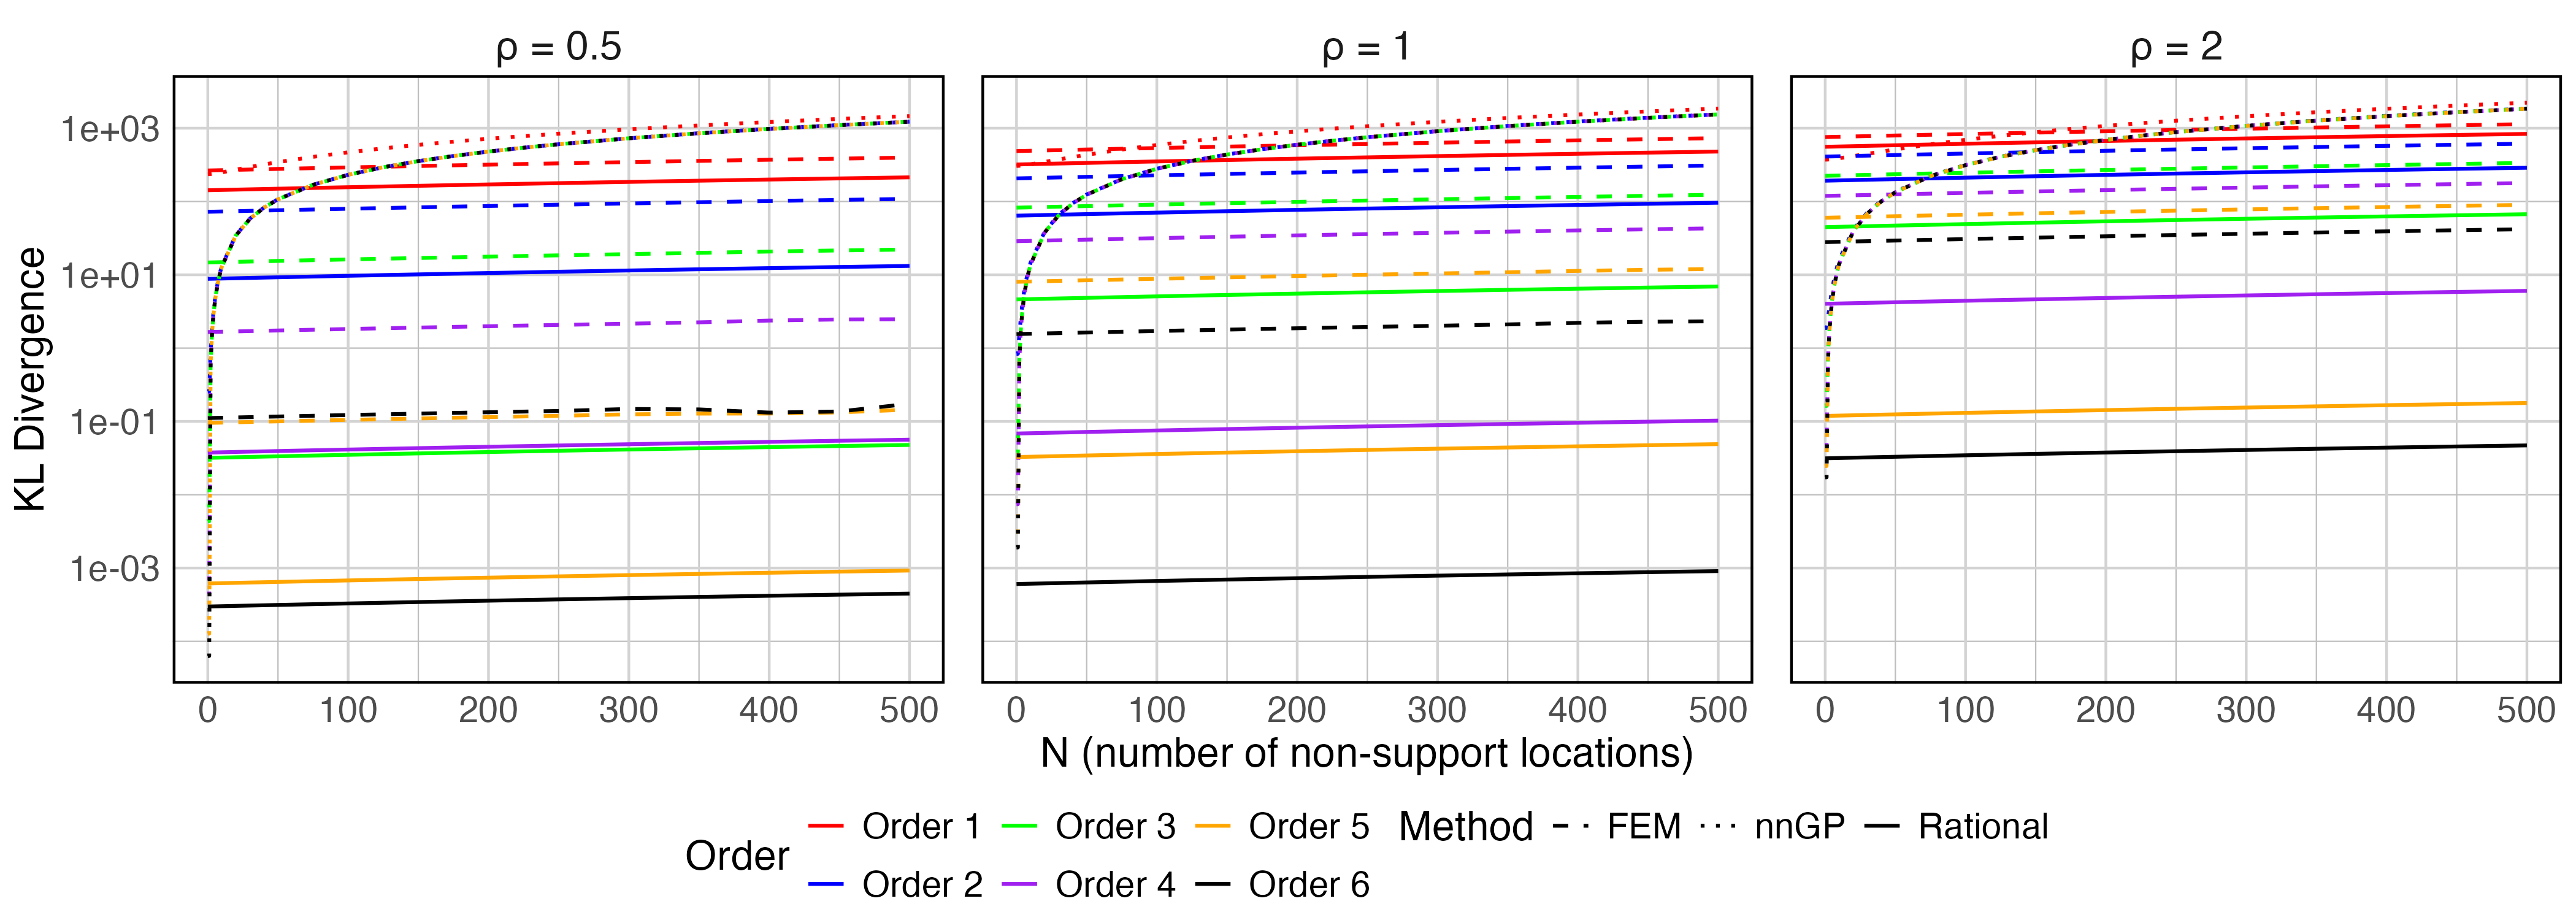 ρ = 0.5
ρ = 1
ρ = 2
KL Divergence
1e+03
1e+01
1e-01
1e-03
0 100 200 300 400 500
0 100 200 300 400 500
0 100 200 300 400 500
N (number of non-support locations)
Order
Order 1 Order 3 Order 5
Order 2 Order 4 Order 6
Method FEM nnGP Rational